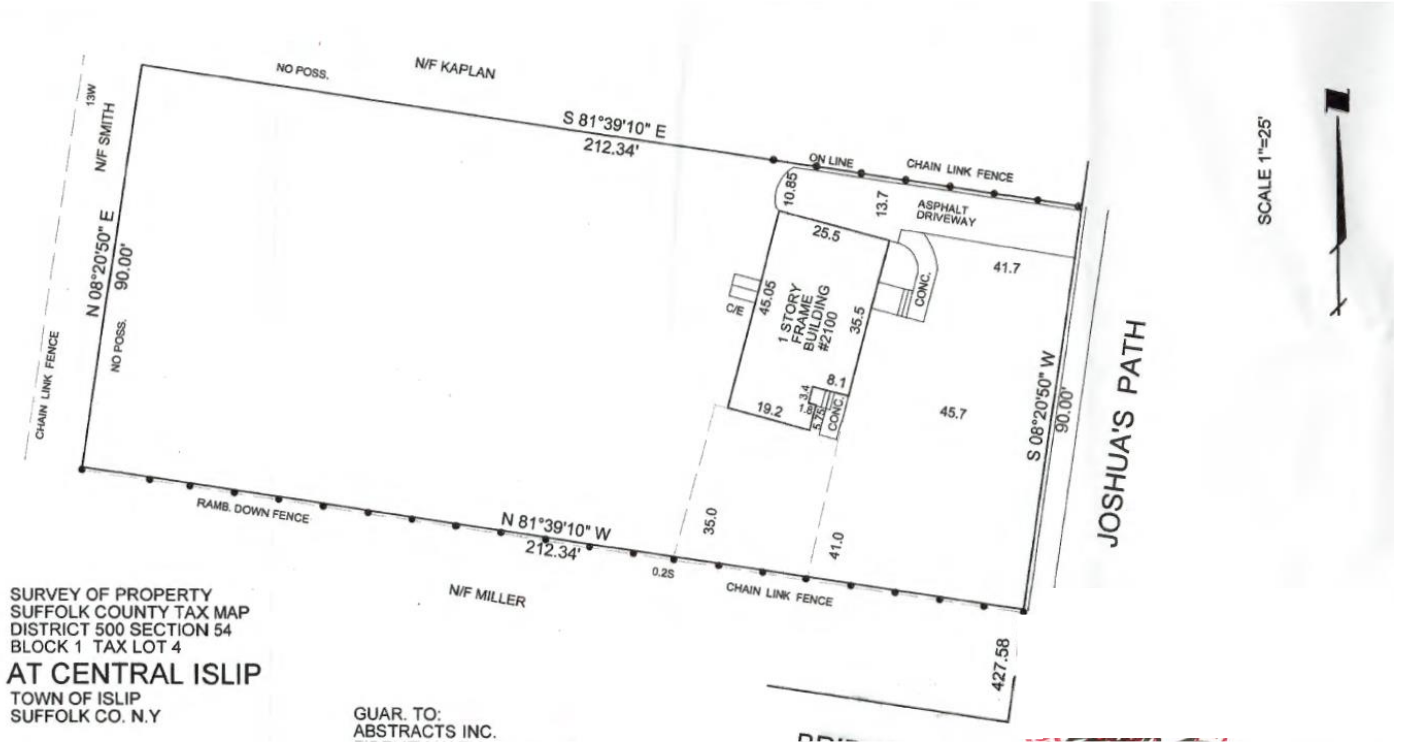 N/F KAPLAN
NO POSS.
S 81°39'10" E
212.34'
13W
N/F SMITH
N 08°20'50" E
90.00'
NO POSS.
CHAIN LINK FENCE
ON LINE
CHAIN LINK FENCE
10.85
13.7
ASPHALT
DRIVEWAY
25.5
41.7
CONC.
C/E
45.05
1 STORY
FRAME
BUILDING
#2100
35.5
8.1
3.4
1.8
5.75
CONC.
19.2
45.7
S 08°20'50" W
90.00'
JOSHUA'S PATH
SCALE 1"=25'
35.0
41.0
RAMB. DOWN FENCE
N 81°39'10" W
212.34'
0.2S
CHAIN LINK FENCE
N/F MILLER
427.58
SURVEY OF PROPERTY
SUFFOLK COUNTY TAX MAP
DISTRICT 500 SECTION 54
BLOCK 1 TAX LOT 4
AT CENTRAL ISLIP
TOWN OF ISLIP
SUFFOLK CO. N.Y
GUAR. TO:
ABSTRACTS INC.